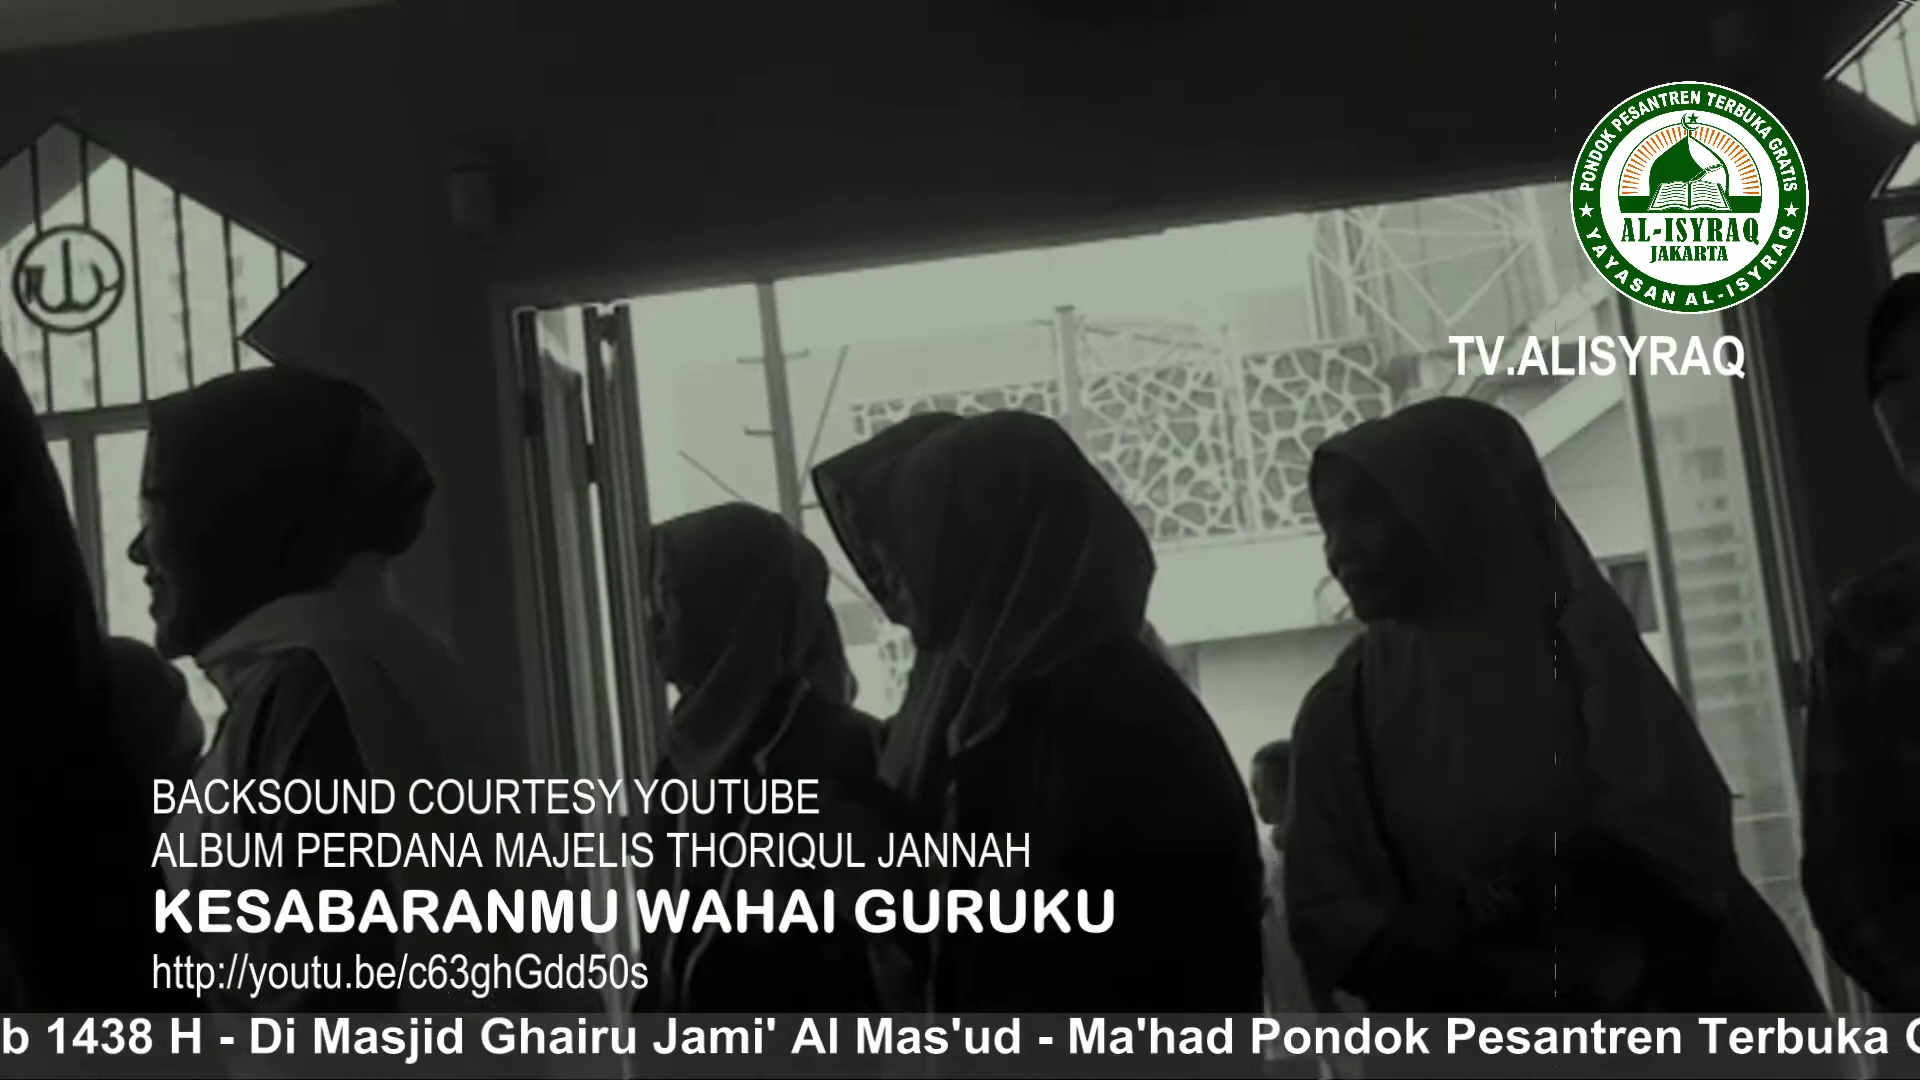 PONDOK PESANTREN TERBUKA GRATIS
AL-ISYRAQ
JAKARTA
★ YAYASAN AL-ISYRAQ ★
TV.ALISYRAQ
BACKSOUND COURTESY YOUTUBE
ALBUM PERDANA MAJELIS THORIQUL JANNAH
KESABARANMU WAHAI GURUKU
http://youtu.be/c63ghGdd50s
b 1438 H - Di Masjid Ghairu Jami' Al Mas'ud - Ma'had Pondok Pesantren Terbuka G